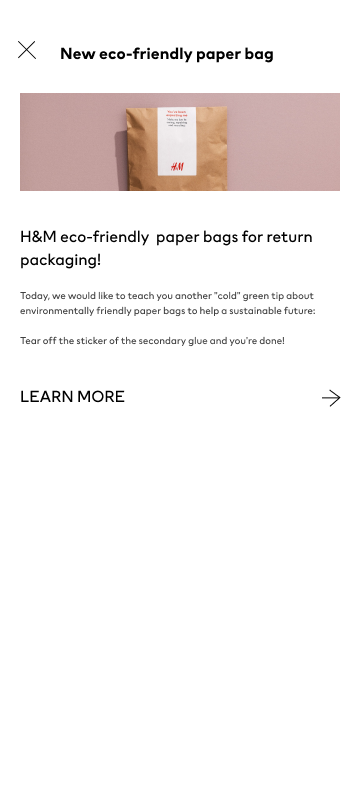 New eco-friendly paper bag
H&M
H&M eco-friendly  paper bags for return
packaging!
Today, we would like to teach you another "cold" green tip about
environmentally friendly paper bags to help a sustainable future:
Tear off the sticker of the secondary glue and you're done!
LEARN MORE